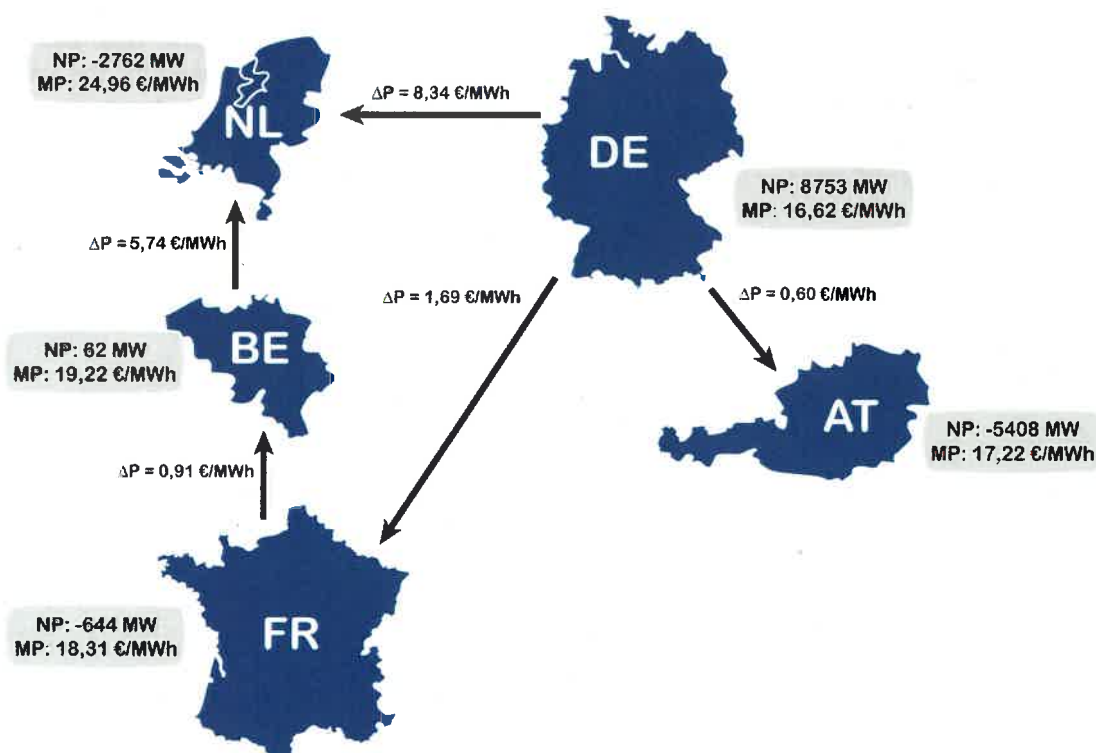 NP: -2762 MW
MP: 24,96 €/MWh
NL
ΔP = 8,34 €/MWh
DE
NP: 8753 MW
MP: 16,62 €/MWh
ΔP = 5,74 €/MWh
ΔP = 1,69 €/MWh
ΔP = 0,60 €/MWh
NP: 62 MW
MP: 19,22 €/MWh
BE
AT
NP: -5408 MW
MP: 17,22 €/MWh
ΔP = 0,91 €/MWh
NP: -644 MW
MP: 18,31 €/MWh
FR